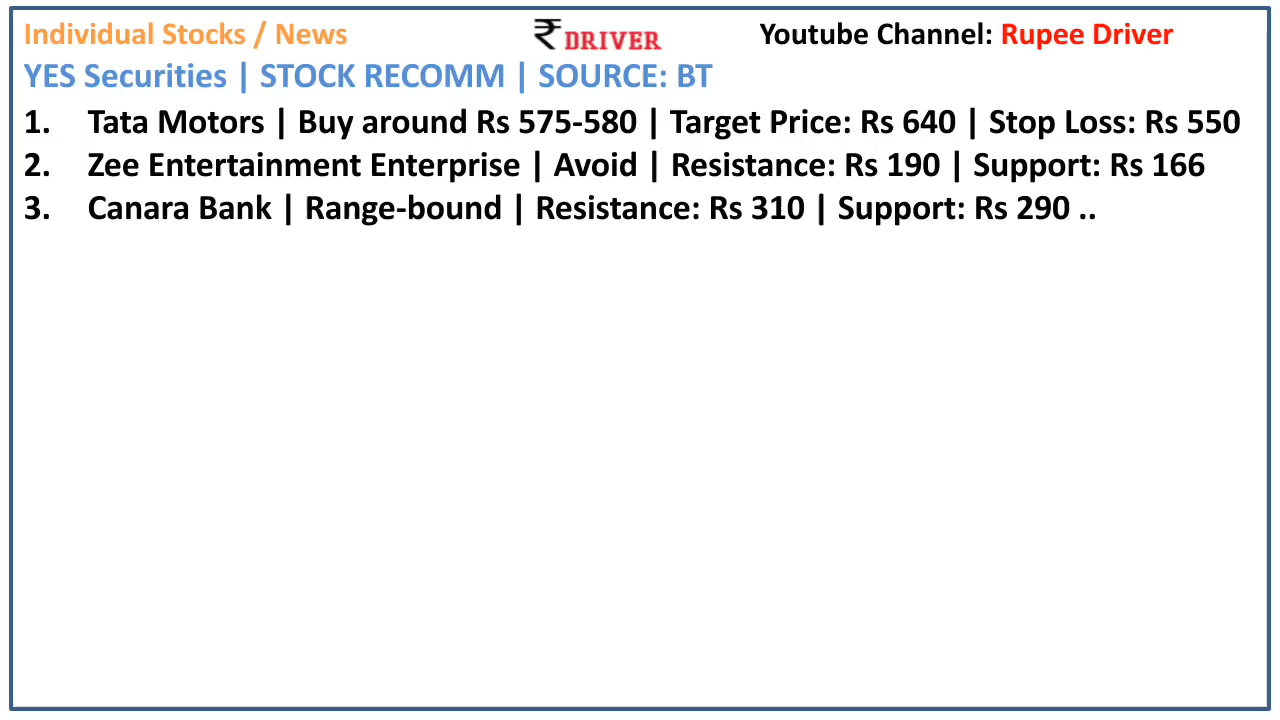 Individual Stocks / News
₹ DRIVER
Youtube Channel: Rupee Driver
YES Securities | STOCK RECOMM | SOURCE: BT
1. Tata Motors | Buy around Rs 575-580 | Target Price: Rs 640 | Stop Loss: Rs 550
2. Zee Entertainment Enterprise | Avoid | Resistance: Rs 190 | Support: Rs 166
3. Canara Bank | Range-bound | Resistance: Rs 310 | Support: Rs 290 ..